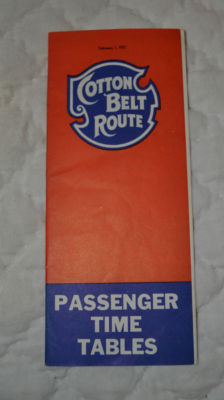 COTTON
BELT
ROUTE
PASSENGER
TIME
TABLES